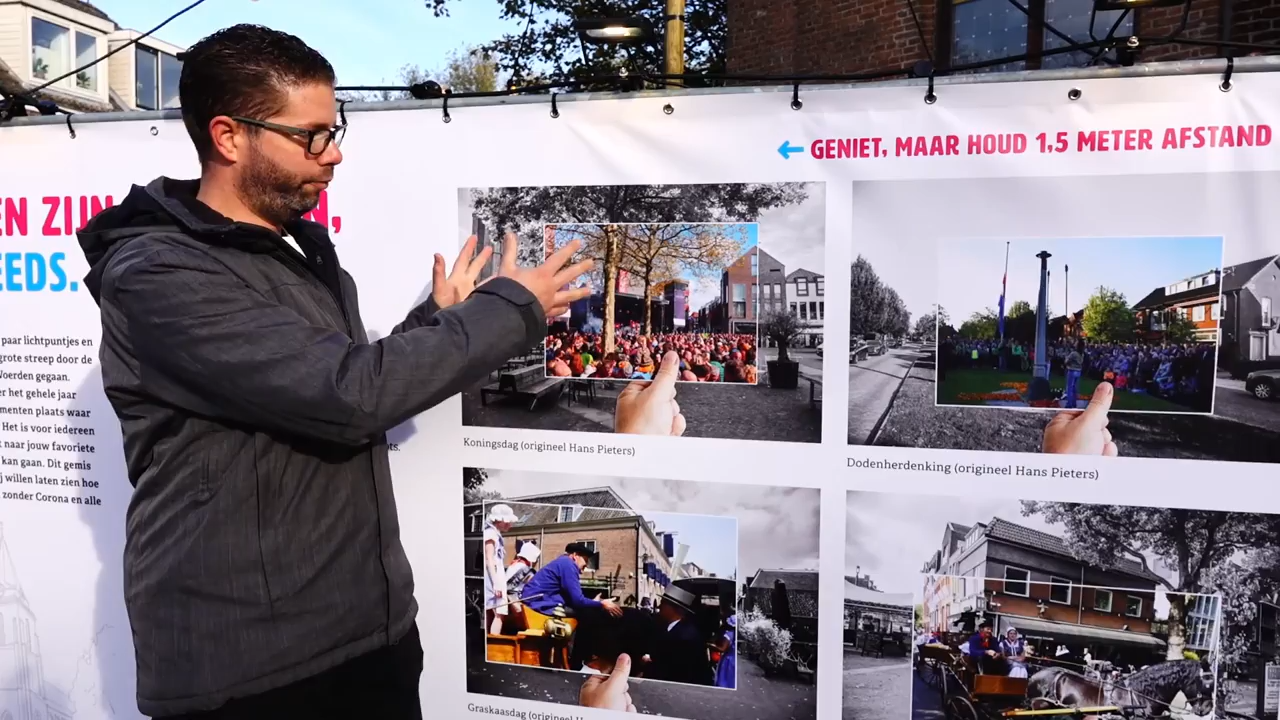 EN ZIJN
EEDS.
GENIET, MAAR HOUD 1,5 METER AFSTAND
paar lichtpuntjes en
grote streep door de
Woerden gegaan.
er het gehele jaar
menten plaats waar
Het is voor iedereen
naar jouw favoriete
kan gaan. Dit gemis
willen laten zien hoe
zonder Corona en alle
Koningsdag (origineel Hans Pieters)
Dodenherdenking (origineel Hans Pieters)
Graskaasdag (origineel